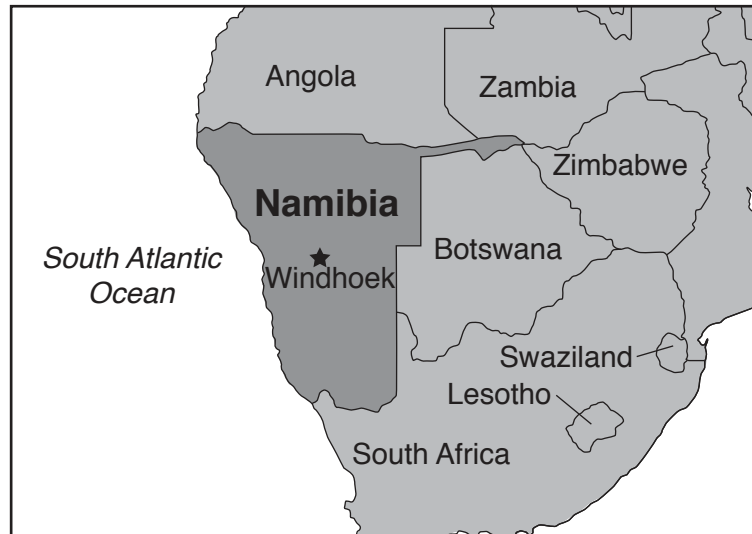 Angola
Zambia
Zimbabwe
Namibia
Botswana
South Atlantic
Ocean
Windhoek
Swaziland
Lesotho
South Africa